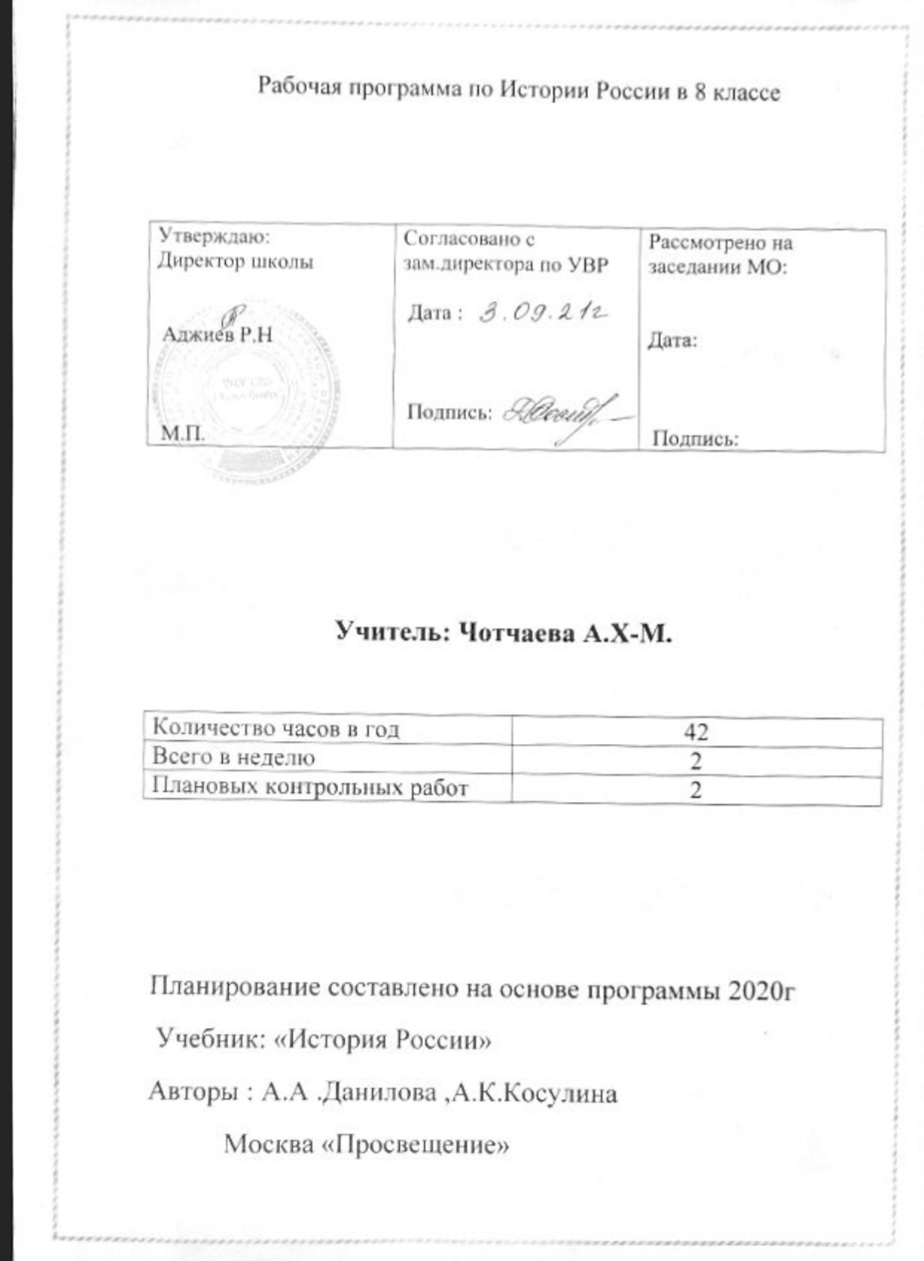 Рабочая программа по Истории России в 8 классе
Утверждаю:
Директор школы
Аджиев Р.Н
М.П.
Согласовано с
зам.директора по УВР
Дата : 3.09.21г
Подпись:
Рассмотрено на
заседании МО:
Дата:
Подпись:
Учитель: Чотчаева А.Х-М.
Количество часов в год 42
Всего в неделю 2
Плановых контрольных работ 2
Планирование составлено на основе программы 2020г
Учебник: «История России»
Авторы : А.А .Данилова ,А.К.Косулина
Москва «Просвещение»